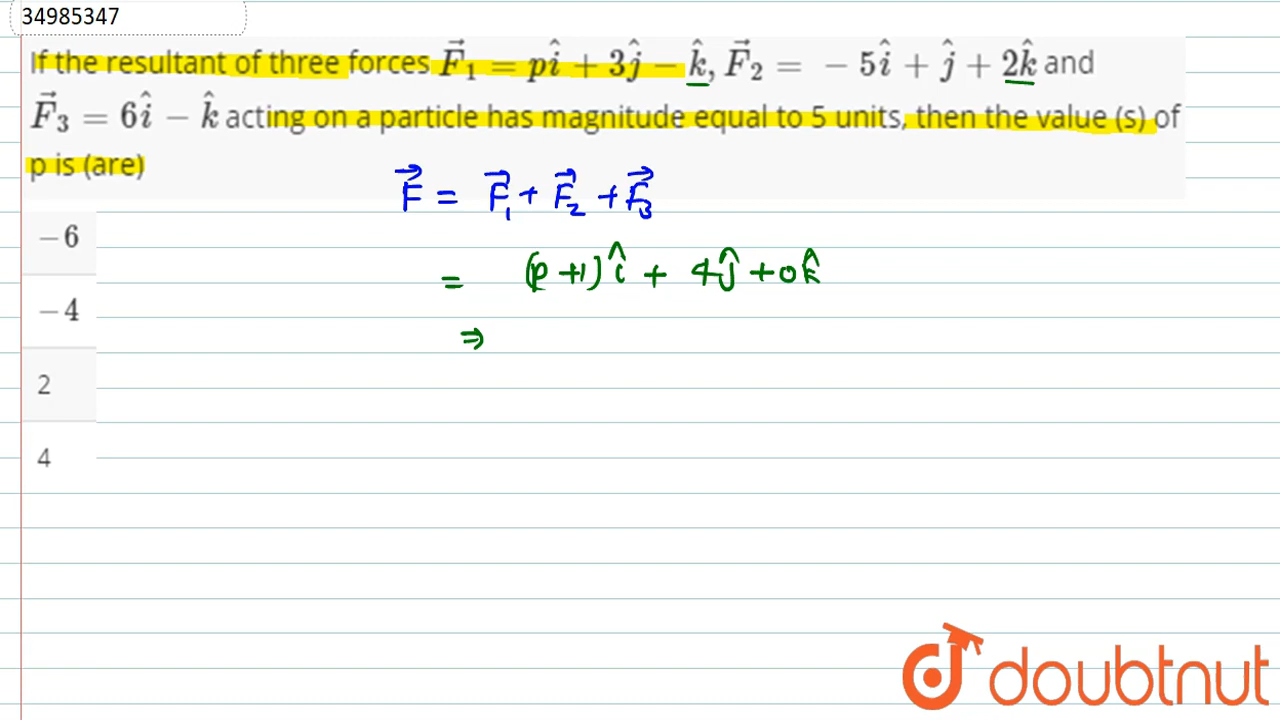 34985347
If the resultant of three forces $\vec{F}_1 = p\hat{i} + 3\hat{j} - \hat{k}, \vec{F}_2 = -5\hat{i} + \hat{j} + 2\hat{k}$ and
$\vec{F}_3 = 6\hat{i} - \hat{k}$ acting on a particle has magnitude equal to 5 units, then the value (s) of
p is (are)
$\vec{F} = \vec{F}_1 + \vec{F}_2 + \vec{F}_3$
−6
$= (p+1)\hat{i} + 4\hat{j} + 0\hat{k}$
−4
⇒
2
4
doubtnut